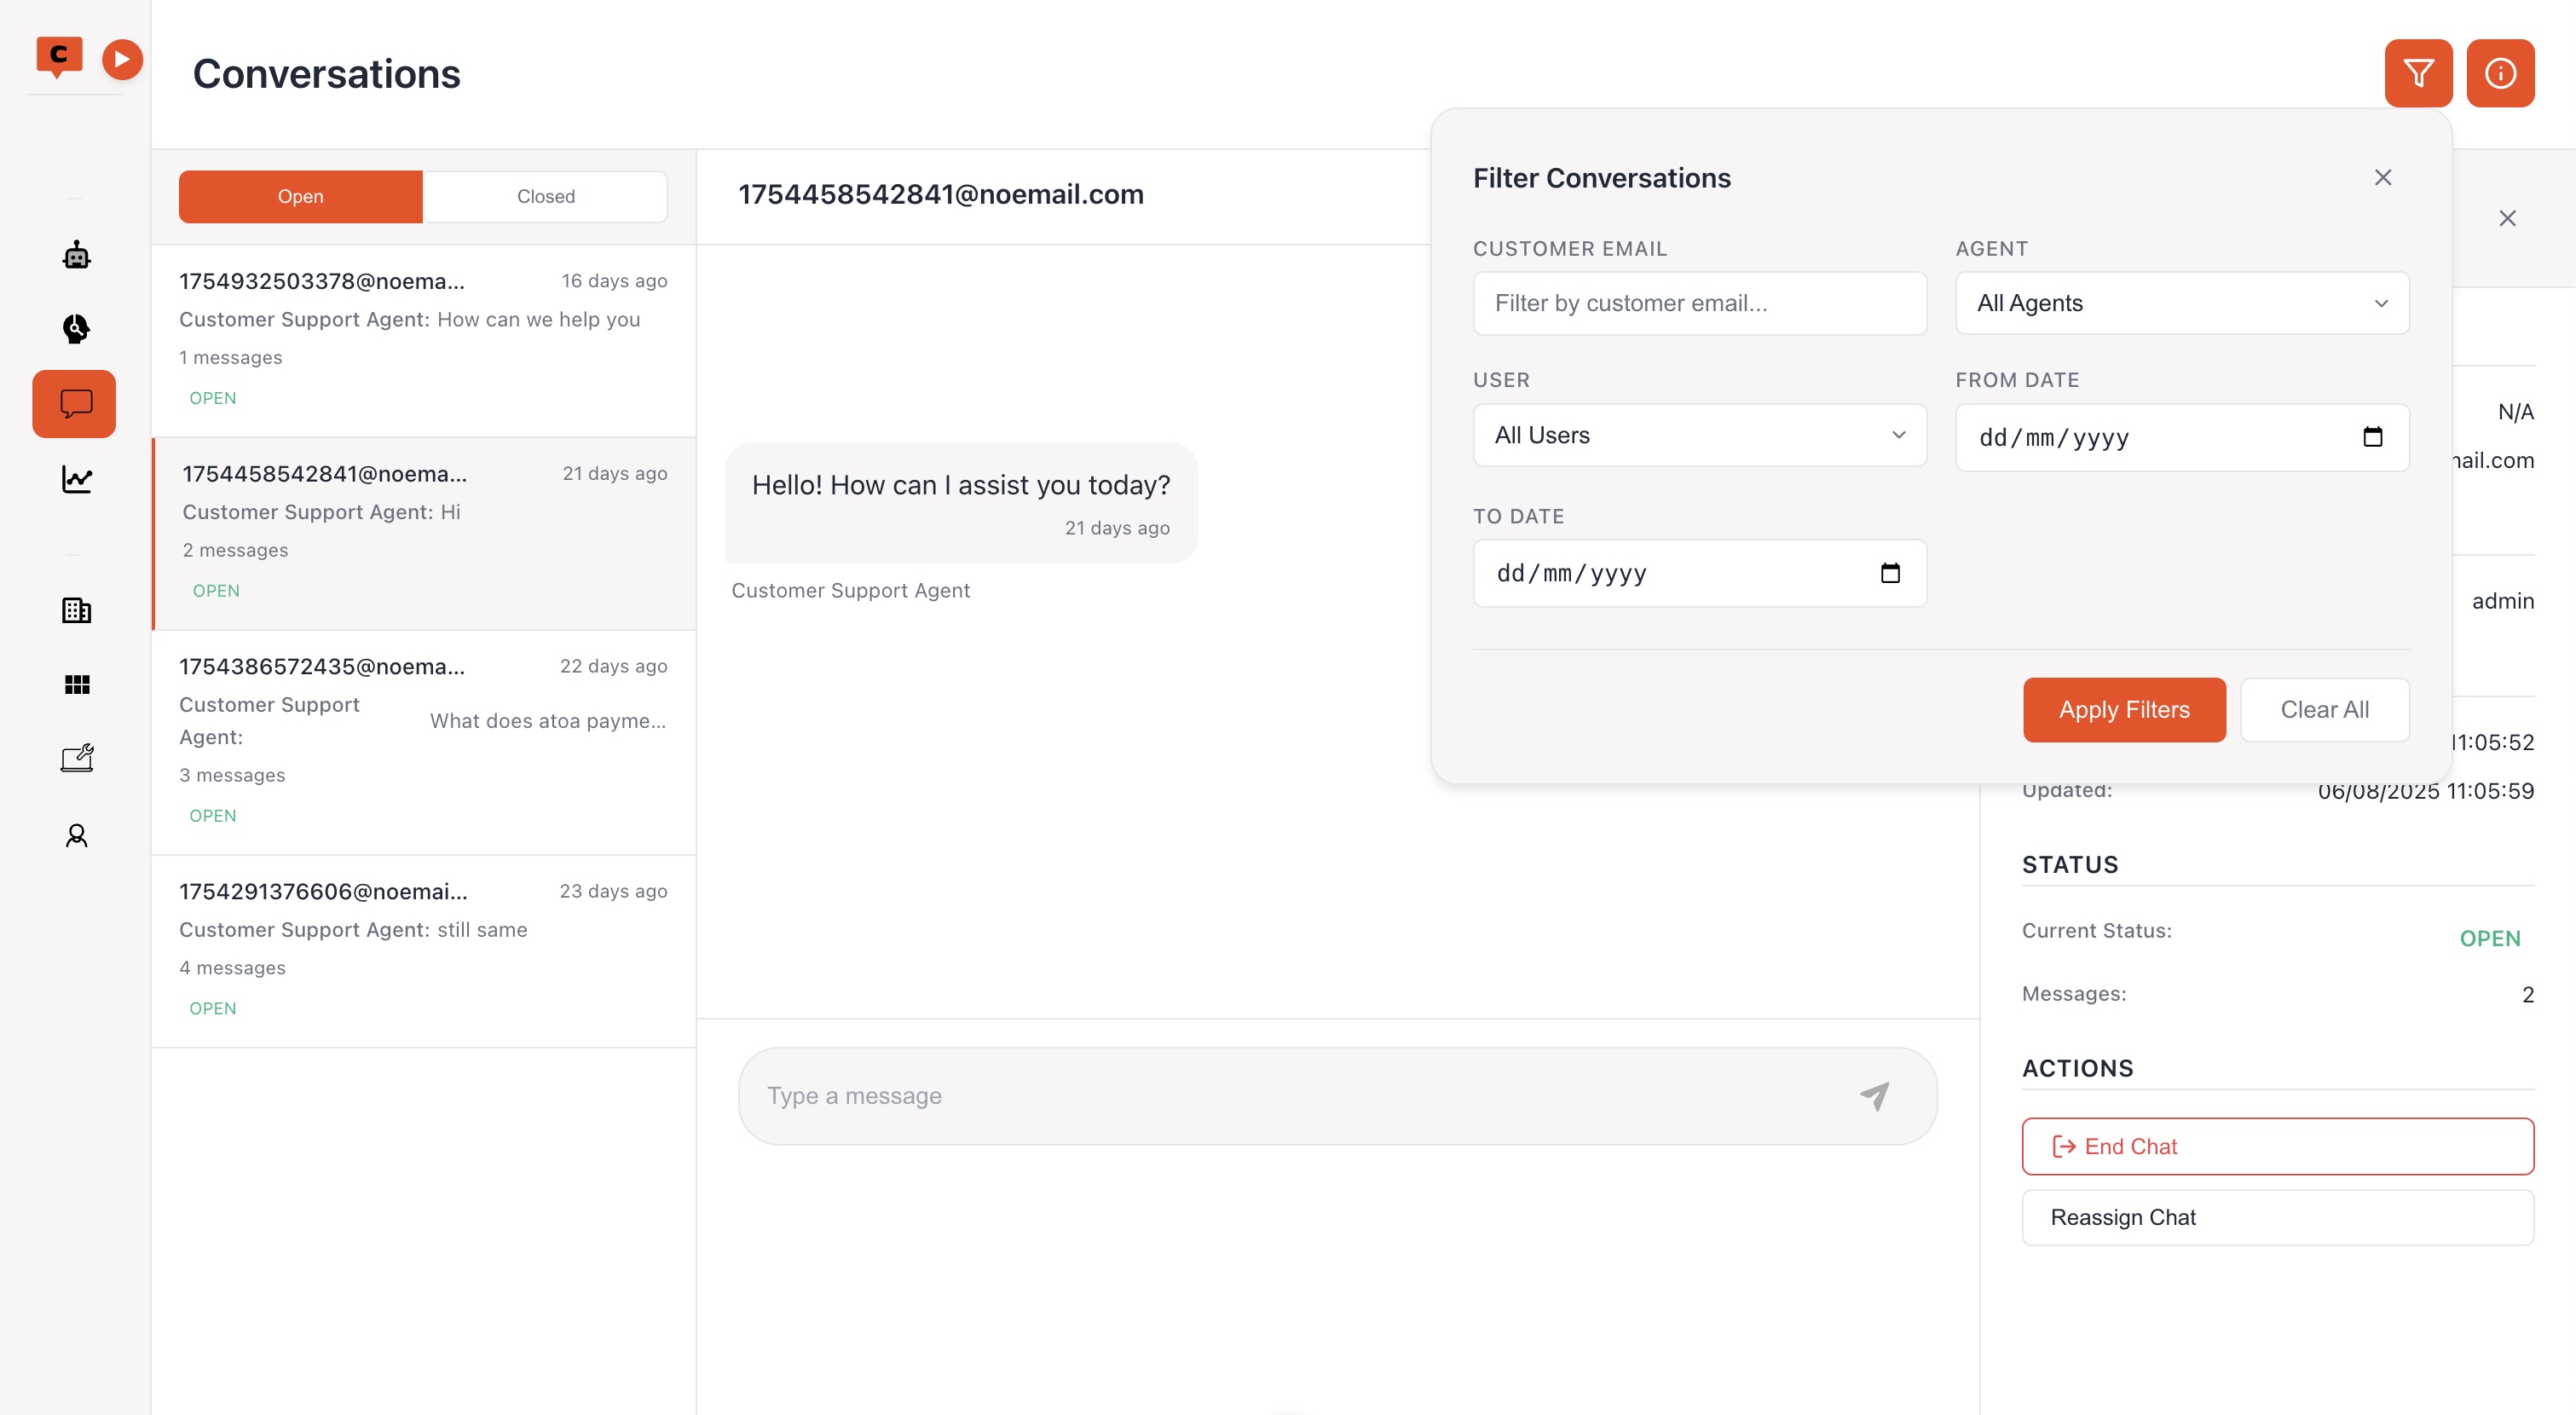 C
Conversations
Open
Closed
1754932503378@noema...
16 days ago
Customer Support Agent: How can we help you
1 messages
OPEN
1754458542841@noema...
21 days ago
Customer Support Agent: Hi
2 messages
OPEN
1754386572435@noema...
22 days ago
Customer Support
Agent:
What does atoa payme...
3 messages
OPEN
1754291376606@noemai...
23 days ago
Customer Support Agent: still same
4 messages
OPEN
1754458542841@noemail.com
Hello! How can I assist you today?
21 days ago
Customer Support Agent
Type a message
Filter Conversations
CUSTOMER EMAIL
Filter by customer email...
AGENT
All Agents
USER
All Users
FROM DATE
dd/mm/yyyy
TO DATE
dd/mm/yyyy
Apply Filters
Clear All
N/A
ail.com
admin
11:05:52
Updated:
06/08/2025 11:05:59
STATUS
Current Status:
OPEN
Messages:
2
ACTIONS
End Chat
Reassign Chat